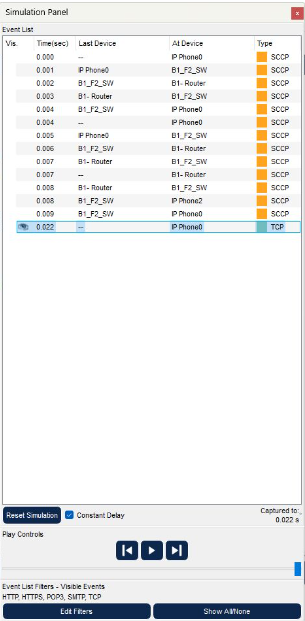 Simulation Panel
Event List
Vis. Time(sec) Last Device At Device Type
0.000 -- IP Phone0 SCCP
0.001 IP Phone0 B1_F2_SW SCCP
0.002 B1_F2_SW B1- Router SCCP
0.003 B1- Router B1_F2_SW SCCP
0.004 B1_F2_SW IP Phone0 SCCP
0.004 -- IP Phone0 SCCP
0.005 IP Phone0 B1_F2_SW SCCP
0.006 B1_F2_SW B1- Router SCCP
0.007 B1- Router B1_F2_SW SCCP
0.007 -- B1- Router SCCP
0.008 B1- Router B1_F2_SW SCCP
0.008 B1_F2_SW IP Phone2 SCCP
0.009 B1_F2_SW IP Phone0 SCCP
0.022 -- IP Phone0 TCP
Reset Simulation Constant Delay Captured to:
0.022 s
Play Controls
Event List Filters - Visible Events
HTTP, HTTPS, POP3, SMTP, TCP
Edit Filters Show All/None